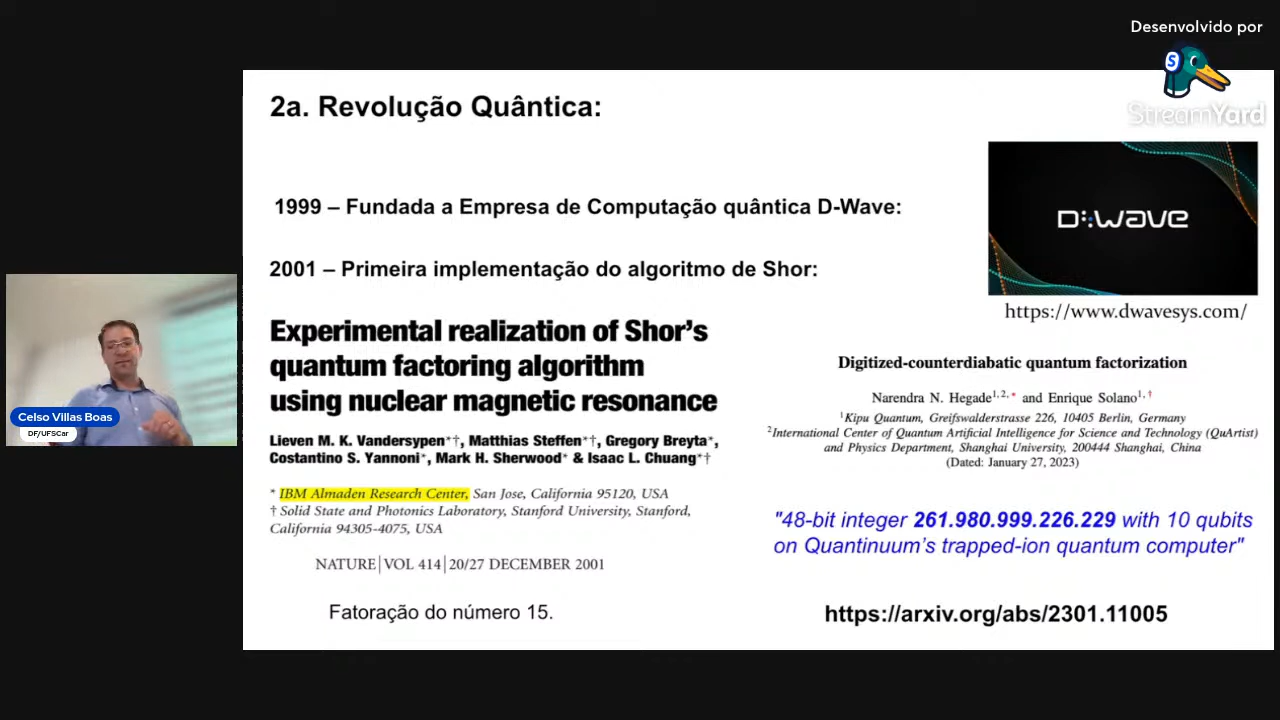 Desenvolvido por
S
StreamYard
2a. Revolução Quântica:
1999 – Fundada a Empresa de Computação quântica D-Wave:
D:wave
https://www.dwavesys.com/
2001 – Primeira implementação do algoritmo de Shor:
Experimental realization of Shor's
quantum factoring algorithm
using nuclear magnetic resonance
Lieven M. K. Vandersypen*†, Matthias Steffen*†, Gregory Breyta*,
Costantino S. Yannoni*, Mark H. Sherwood* & Isaac L. Chuang*†
* IBM Almaden Research Center, San Jose, California 95120, USA
† Solid State and Photonics Laboratory, Stanford University, Stanford,
California 94305-4075, USA
NATURE|VOL 414|20/27 DECEMBER 2001
Fatoração do número 15.
Digitized-counterdiabatic quantum factorization
Narendra N. Hegade1,2,* and Enrique Solano1,†
1Kipu Quantum, Greifswalderstrasse 226, 10405 Berlin, Germany
2International Center of Quantum Artificial Intelligence for Science and Technology (QuArtist)
and Physics Department, Shanghai University, 200444 Shanghai, China
(Dated: January 27, 2023)
"48-bit integer 261.980.999.226.229 with 10 qubits
on Quantinuum's trapped-ion quantum computer"
https://arxiv.org/abs/2301.11005
Celso Villas Boas
DF/UFSCar